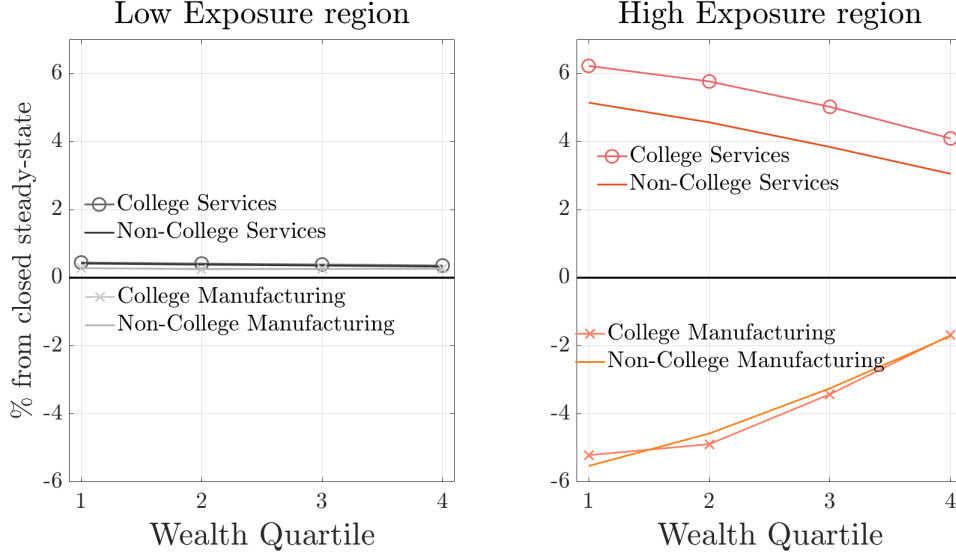 Low Exposure region
% from closed steady-state
6
4
2
0
-2
-4
-6
College Services
Non-College Services
College Manufacturing
Non-College Manufacturing
1 2 3 4
Wealth Quartile
High Exposure region
6
4
2
0
-2
-4
-6
College Services
Non-College Services
College Manufacturing
Non-College Manufacturing
1 2 3 4
Wealth Quartile